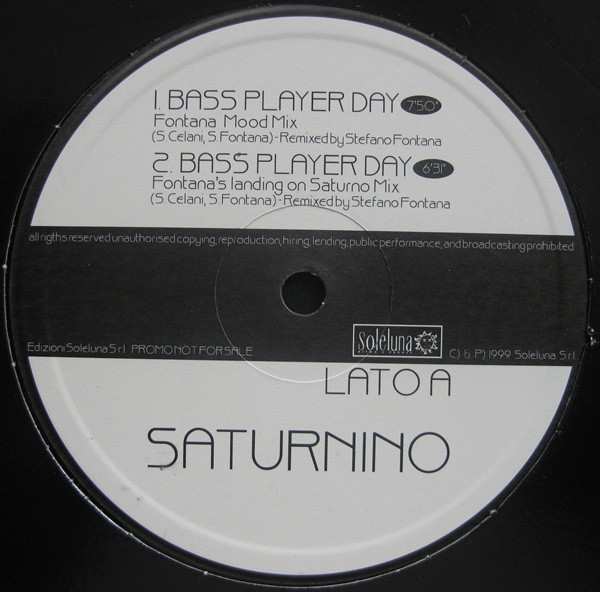 1. BASS PLAYER DAY 7'50"
Fontana Mood Mix
(S. Celani, S. Fontana) - Remixed by Stefano Fontana
2. BASS PLAYER DAY 6'31"
Fontana's landing on Saturno Mix
(S. Celani, S. Fontana) - Remixed by Stefano Fontana
all rigths reserved unauthorised copying, reproduction, hiring, lending, public performance, and broadcasting prohibited
soleluna
Edizioni Soleluna S.r.l. PROMO NOT FOR SALE
C) & P) 1999 Soleluna S.r.l.
LATO A
SATURNINO